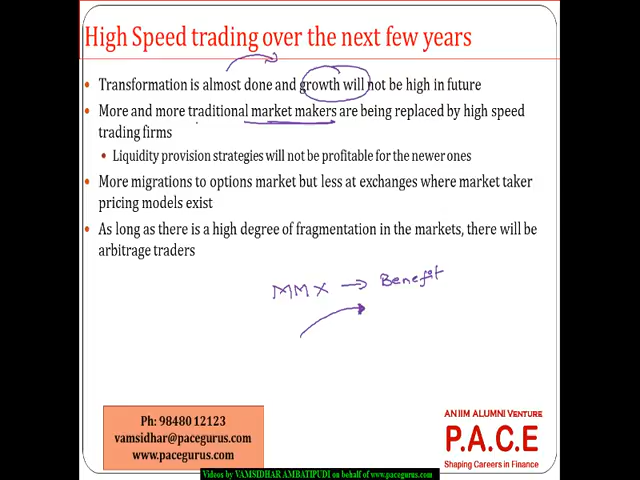 High Speed trading over the next few years
• Transformation is almost done and growth will not be high in future
• More and more traditional market makers are being replaced by high speed
trading firms
• Liquidity provision strategies will not be profitable for the newer ones
• More migrations to options market but less at exchanges where market taker
pricing models exist
• As long as there is a high degree of fragmentation in the markets, there will be
arbitrage traders
MMX → Benefit
Ph: 98480 12123
vamsidhar@pacegurus.com
www.pacegurus.com
AN IIM ALUMNI VENTURE
P.A.C.E
Shaping Careers in Finance
Videos by VAMSIDHAR AMBATIPUDI on behalf of www.pacegurus.com